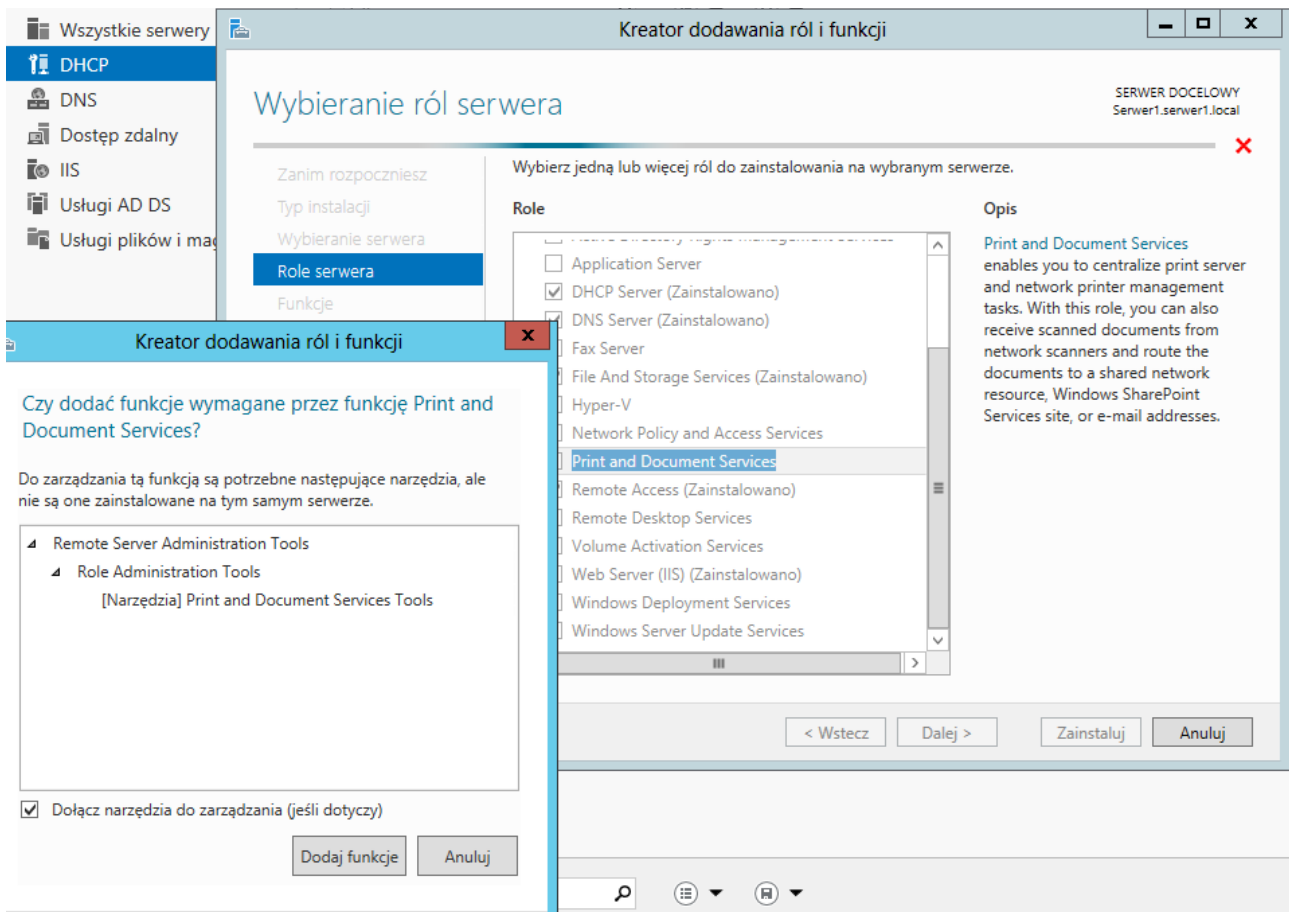 Wszystkie serwery
DHCP
DNS
Dostęp zdalny
IIS
Usługi AD DS
Usługi plików i mag
Kreator dodawania ról i funkcji
Wybieranie ról serwera
SERWER DOCELOWY
Serwer1.serwer1.local
Zanim rozpoczniesz
Typ instalacji
Wybieranie serwera
Role serwera
Funkcje
Wybierz jedną lub więcej ról do zainstalowania na wybranym serwerze.
Role
Active Directory Rights Management Services
Application Server
DHCP Server (Zainstalowano)
DNS Server (Zainstalowano)
Fax Server
File And Storage Services (Zainstalowano)
Hyper-V
Network Policy and Access Services
Print and Document Services
Remote Access (Zainstalowano)
Remote Desktop Services
Volume Activation Services
Web Server (IIS) (Zainstalowano)
Windows Deployment Services
Windows Server Update Services
Opis
Print and Document Services
enables you to centralize print server
and network printer management
tasks. With this role, you can also
receive scanned documents from
network scanners and route the
documents to a shared network
resource, Windows SharePoint
Services site, or e-mail addresses.
< Wstecz
Dalej >
Zainstaluj
Anuluj
Kreator dodawania ról i funkcji
Czy dodać funkcje wymagane przez funkcję Print and
Document Services?
Do zarządzania tą funkcją są potrzebne następujące narzędzia, ale
nie są one zainstalowane na tym samym serwerze.
Remote Server Administration Tools
Role Administration Tools
[Narzędzia] Print and Document Services Tools
Dołącz narzędzia do zarządzania (jeśli dotyczy)
Dodaj funkcje
Anuluj